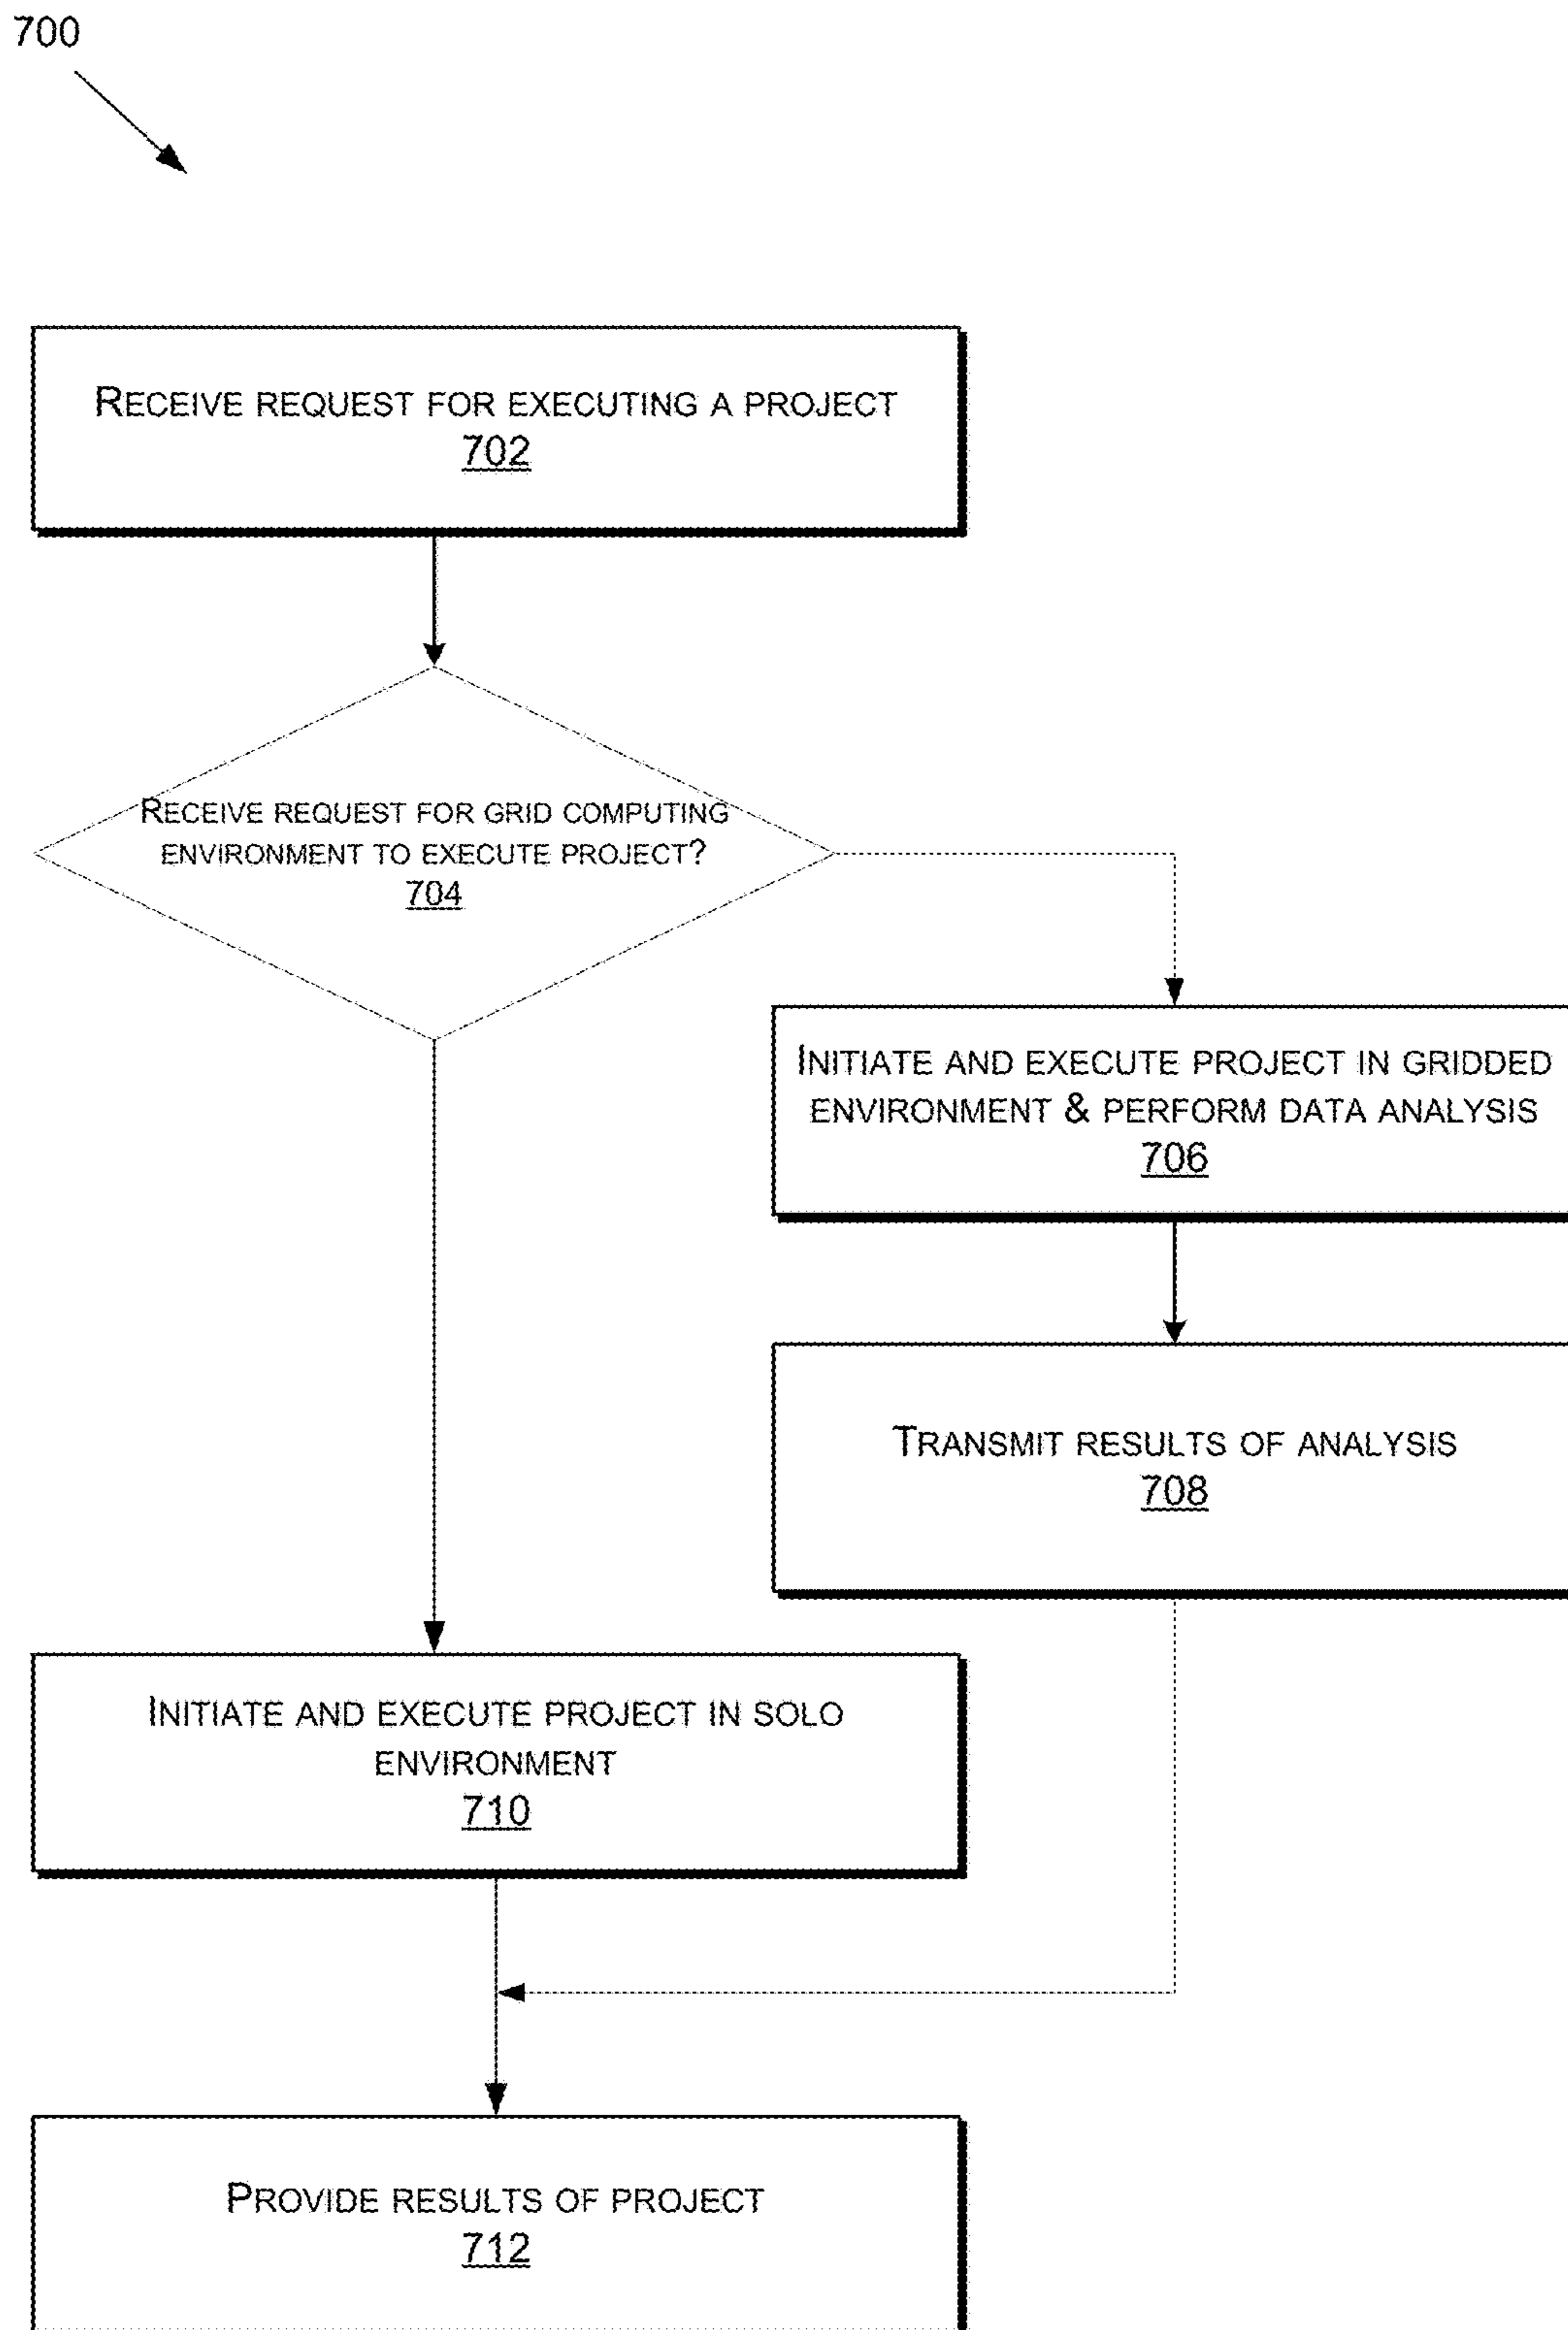 700
RECEIVE REQUEST FOR EXECUTING A PROJECT
702
RECEIVE REQUEST FOR GRID COMPUTING
ENVIRONMENT TO EXECUTE PROJECT?
704
INITIATE AND EXECUTE PROJECT IN GRIDDED
ENVIRONMENT & PERFORM DATA ANALYSIS
706
TRANSMIT RESULTS OF ANALYSIS
708
INITIATE AND EXECUTE PROJECT IN SOLO
ENVIRONMENT
710
PROVIDE RESULTS OF PROJECT
712